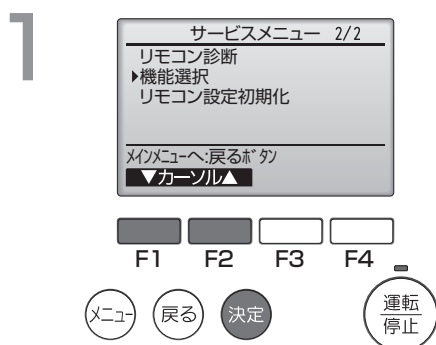 1
サービスメニュー 2/2
リモコン診断
▶機能選択
リモコン設定初期化
メインメニューへ:戻るボタン
▼カーソル▲
F1 F2 F3 F4
メニュー 戻る 決定 運転
停止